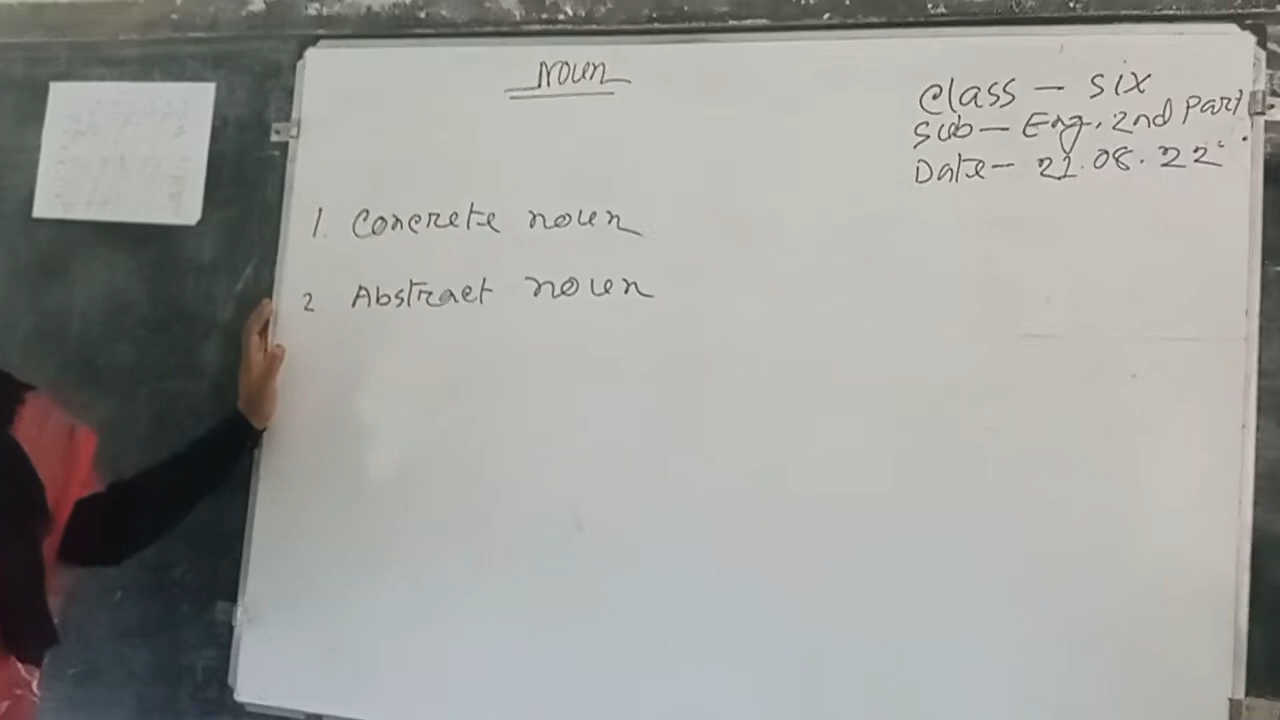 Noun
Class - Six
Sub - Eng. 2nd Part
Date - 21.08.22
1. Concrete noun
2 Abstract noun